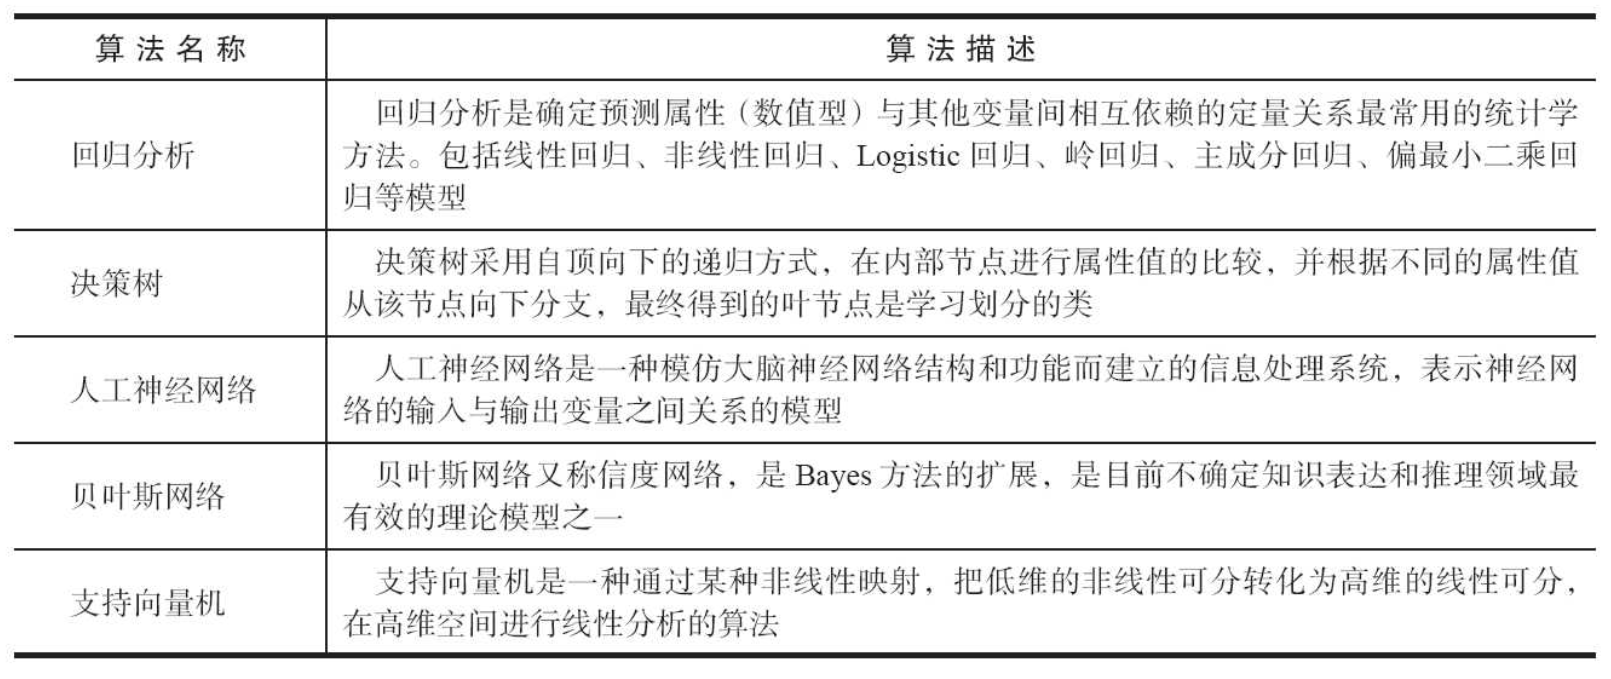 算法名称 算法描述
回归分析
回归分析是确定预测属性（数值型）与其他变量间相互依赖的定量关系最常用的统计学
方法。包括线性回归、非线性回归、Logistic 回归、岭回归、主成分回归、偏最小二乘回
归等模型
决策树
决策树采用自顶向下的递归方式，在内部节点进行属性值的比较，并根据不同的属性值
从该节点向下分支，最终得到的叶节点是学习划分的类
人工神经网络
人工神经网络是一种模仿大脑神经网络结构和功能而建立的信息处理系统，表示神经网
络的输入与输出变量之间关系的模型
贝叶斯网络
贝叶斯网络又称信度网络，是 Bayes 方法的扩展，是目前不确定知识表达和推理领域最
有效的理论模型之一
支持向量机
支持向量机是一种通过某种非线性映射，把低维的非线性可分转化为高维的线性可分，
在高维空间进行线性分析的算法